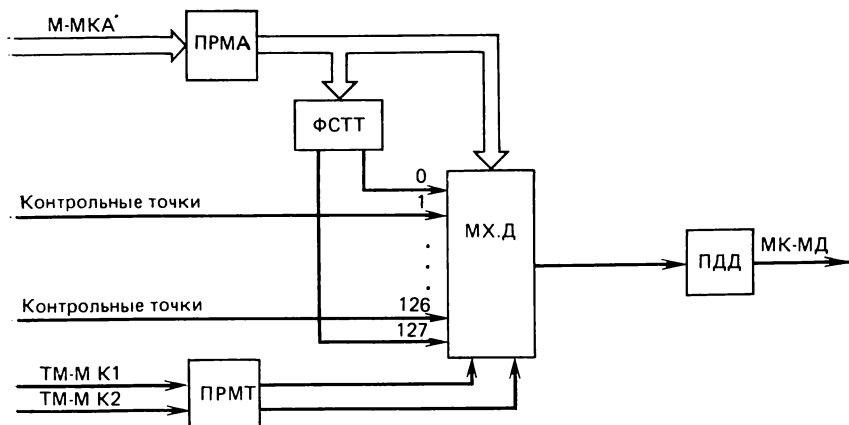 М-МКА
ПРМА
ФСТТ
0
Контрольные точки
1
МХ.Д
ПДД
МК-МД
Контрольные точки
126
127
ТМ-М К1
ТМ-М К2
ПРМТ